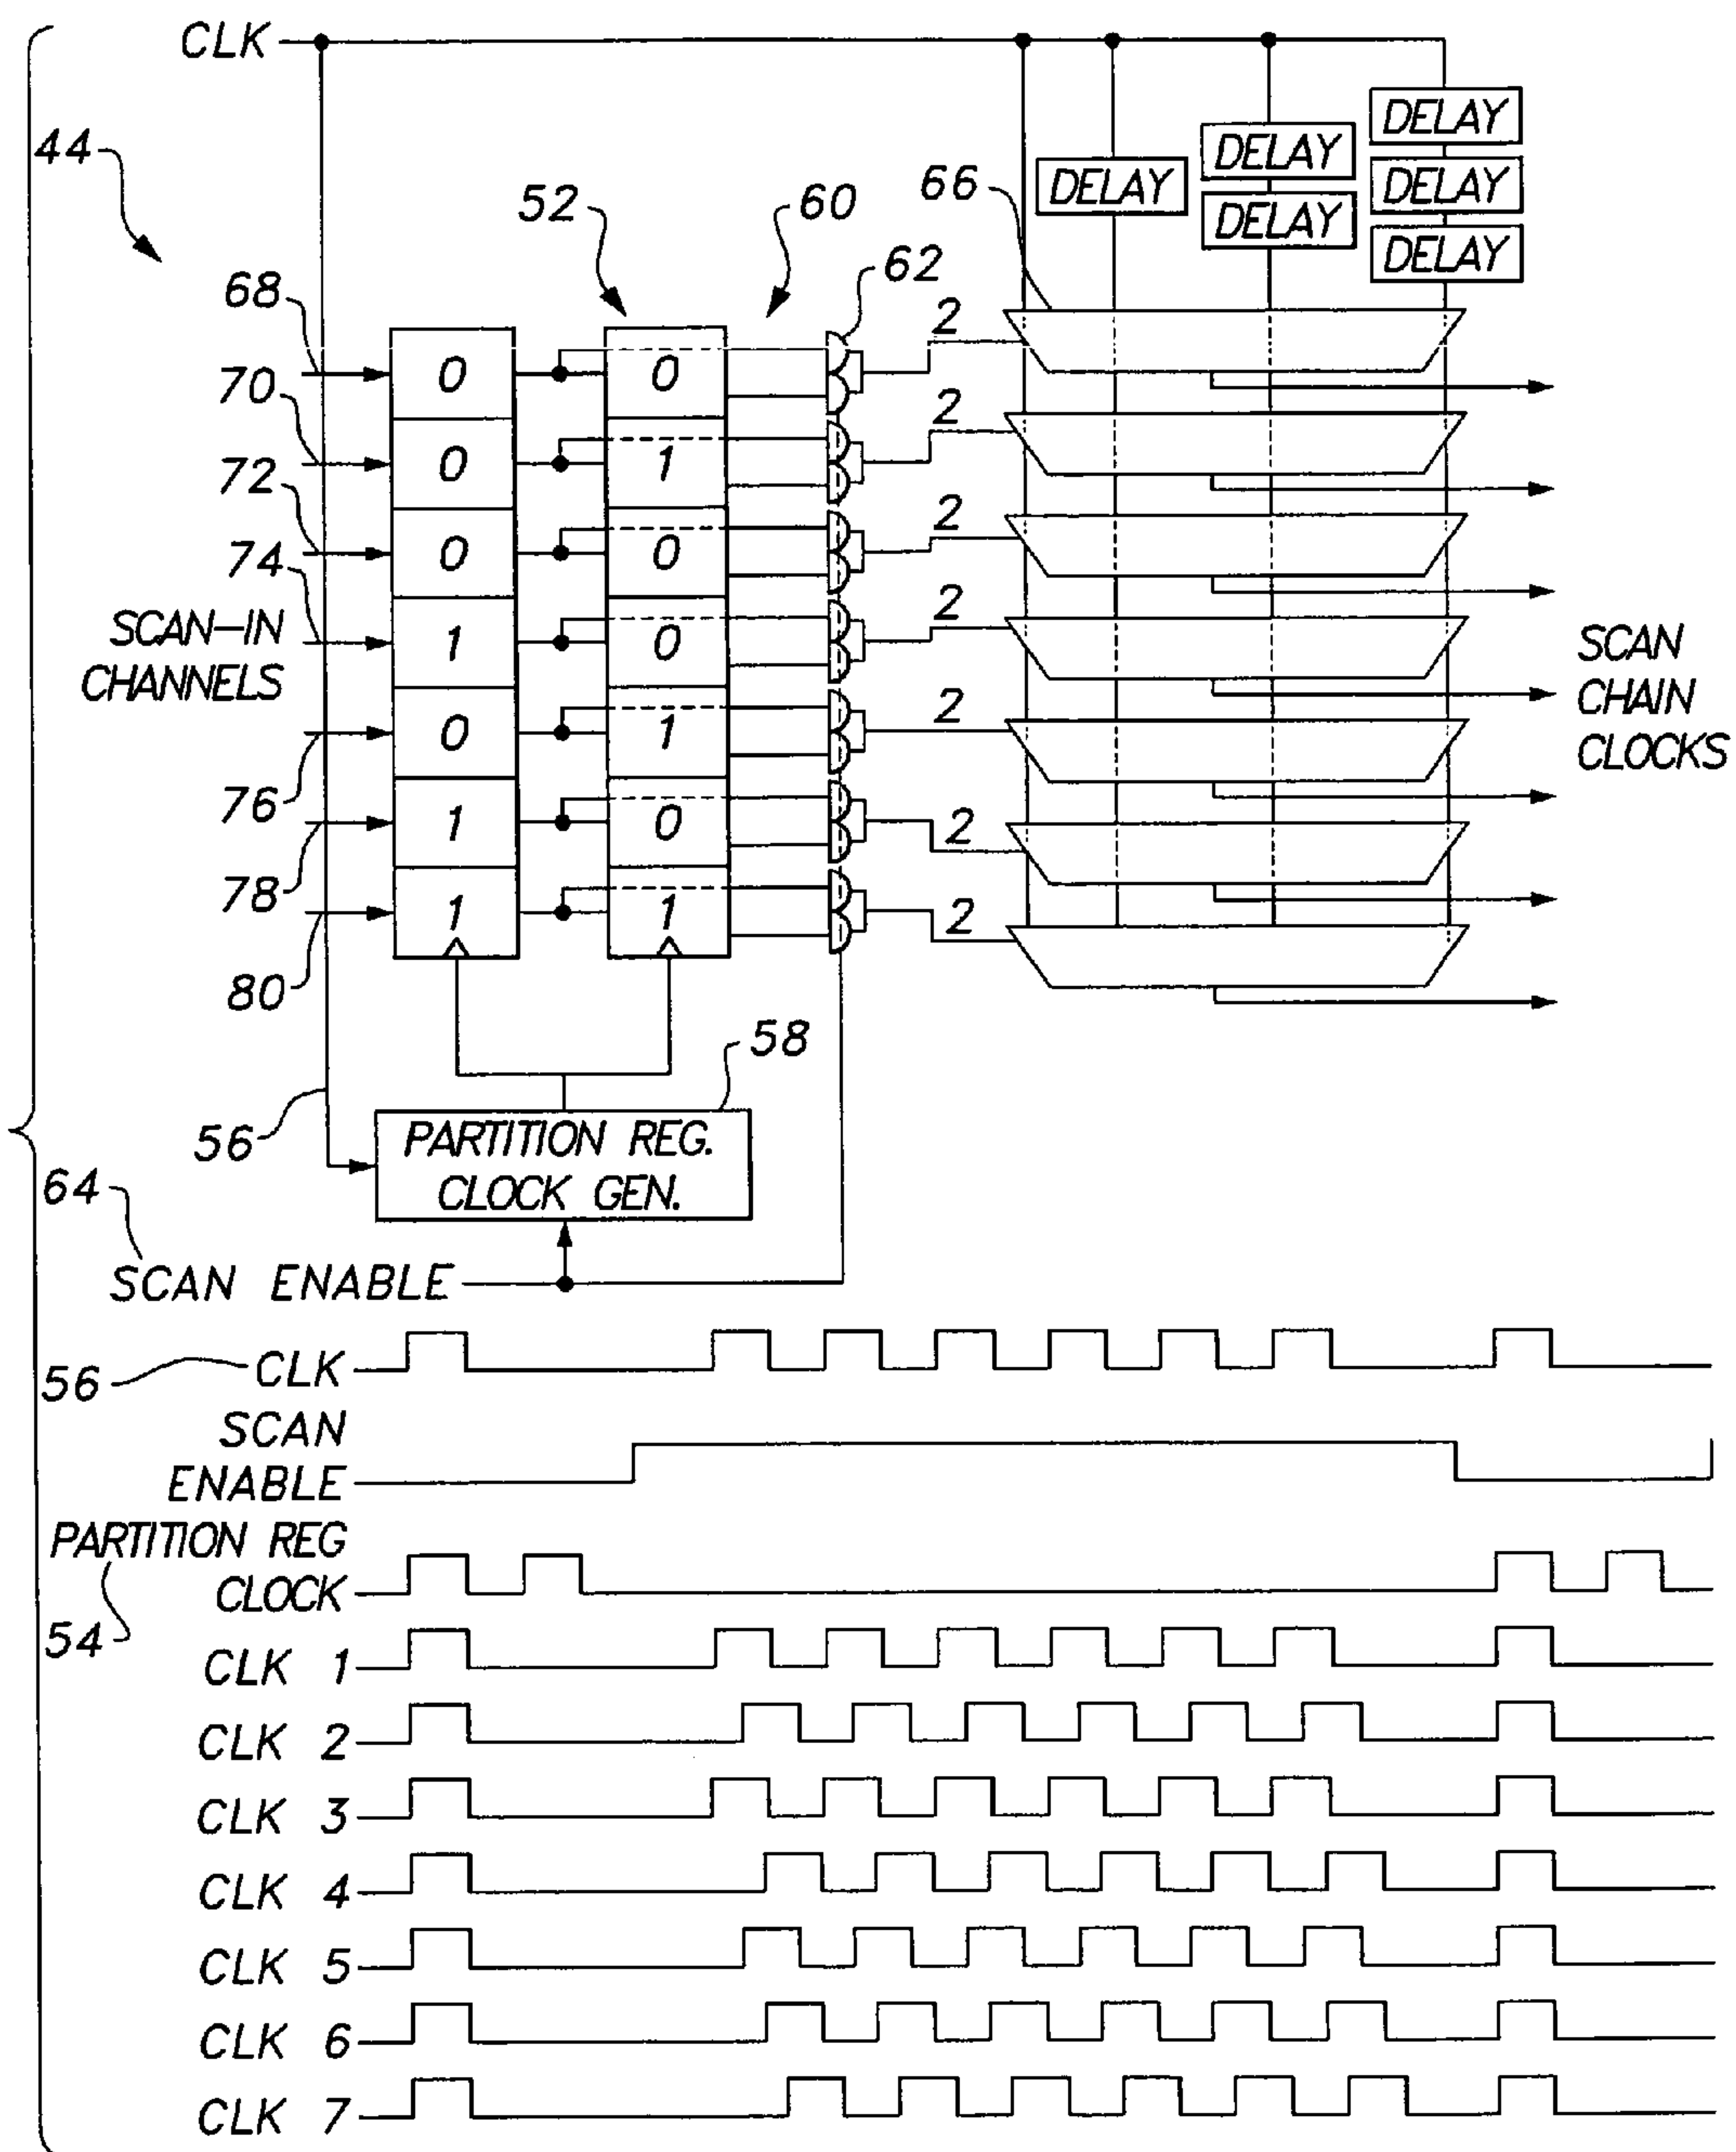 CLK
DELAY
DELAY
DELAY
DELAY
DELAY
DELAY
44
52
60
66
62
68
70
72
74
SCAN-IN
CHANNELS
76
78
80
0 0
0 1
0 0
1 0
0 1
1 0
1 1
2
2
2
2
2
2
2
SCAN
CHAIN
CLOCKS
58
56
PARTITION REG.
CLOCK GEN.
64
SCAN ENABLE
56
CLK
SCAN
ENABLE
PARTITION REG
CLOCK
54
CLK 1
CLK 2
CLK 3
CLK 4
CLK 5
CLK 6
CLK 7